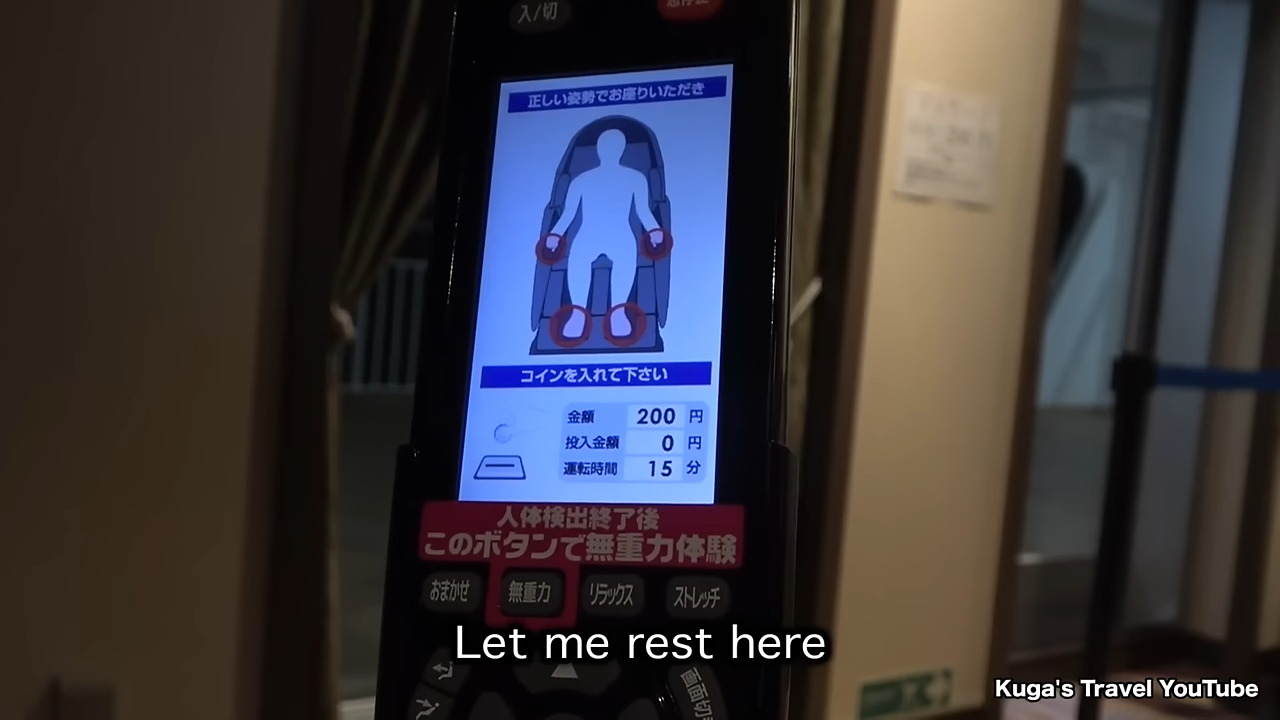 入/切
正しい姿勢でお座りいただき
コインを入れて下さい
金額 200 円
投入金額 0 円
運転時間 15 分
人体検出終了後
このボタンで無重力体験
おまかせ 無重力 リラックス ストレッチ
Let me rest here
画面切
Kuga's Travel YouTube